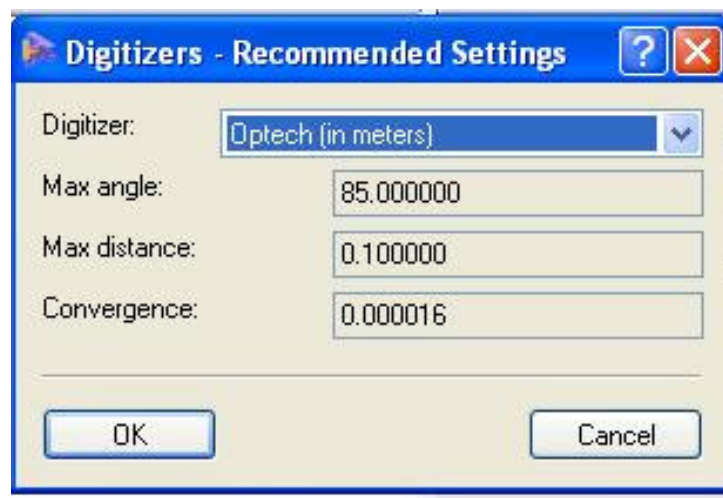 Digitizers - Recommended Settings
Digitizer: Optech (in meters)
Max angle: 85.000000
Max distance: 0.100000
Convergence: 0.000016
OK Cancel